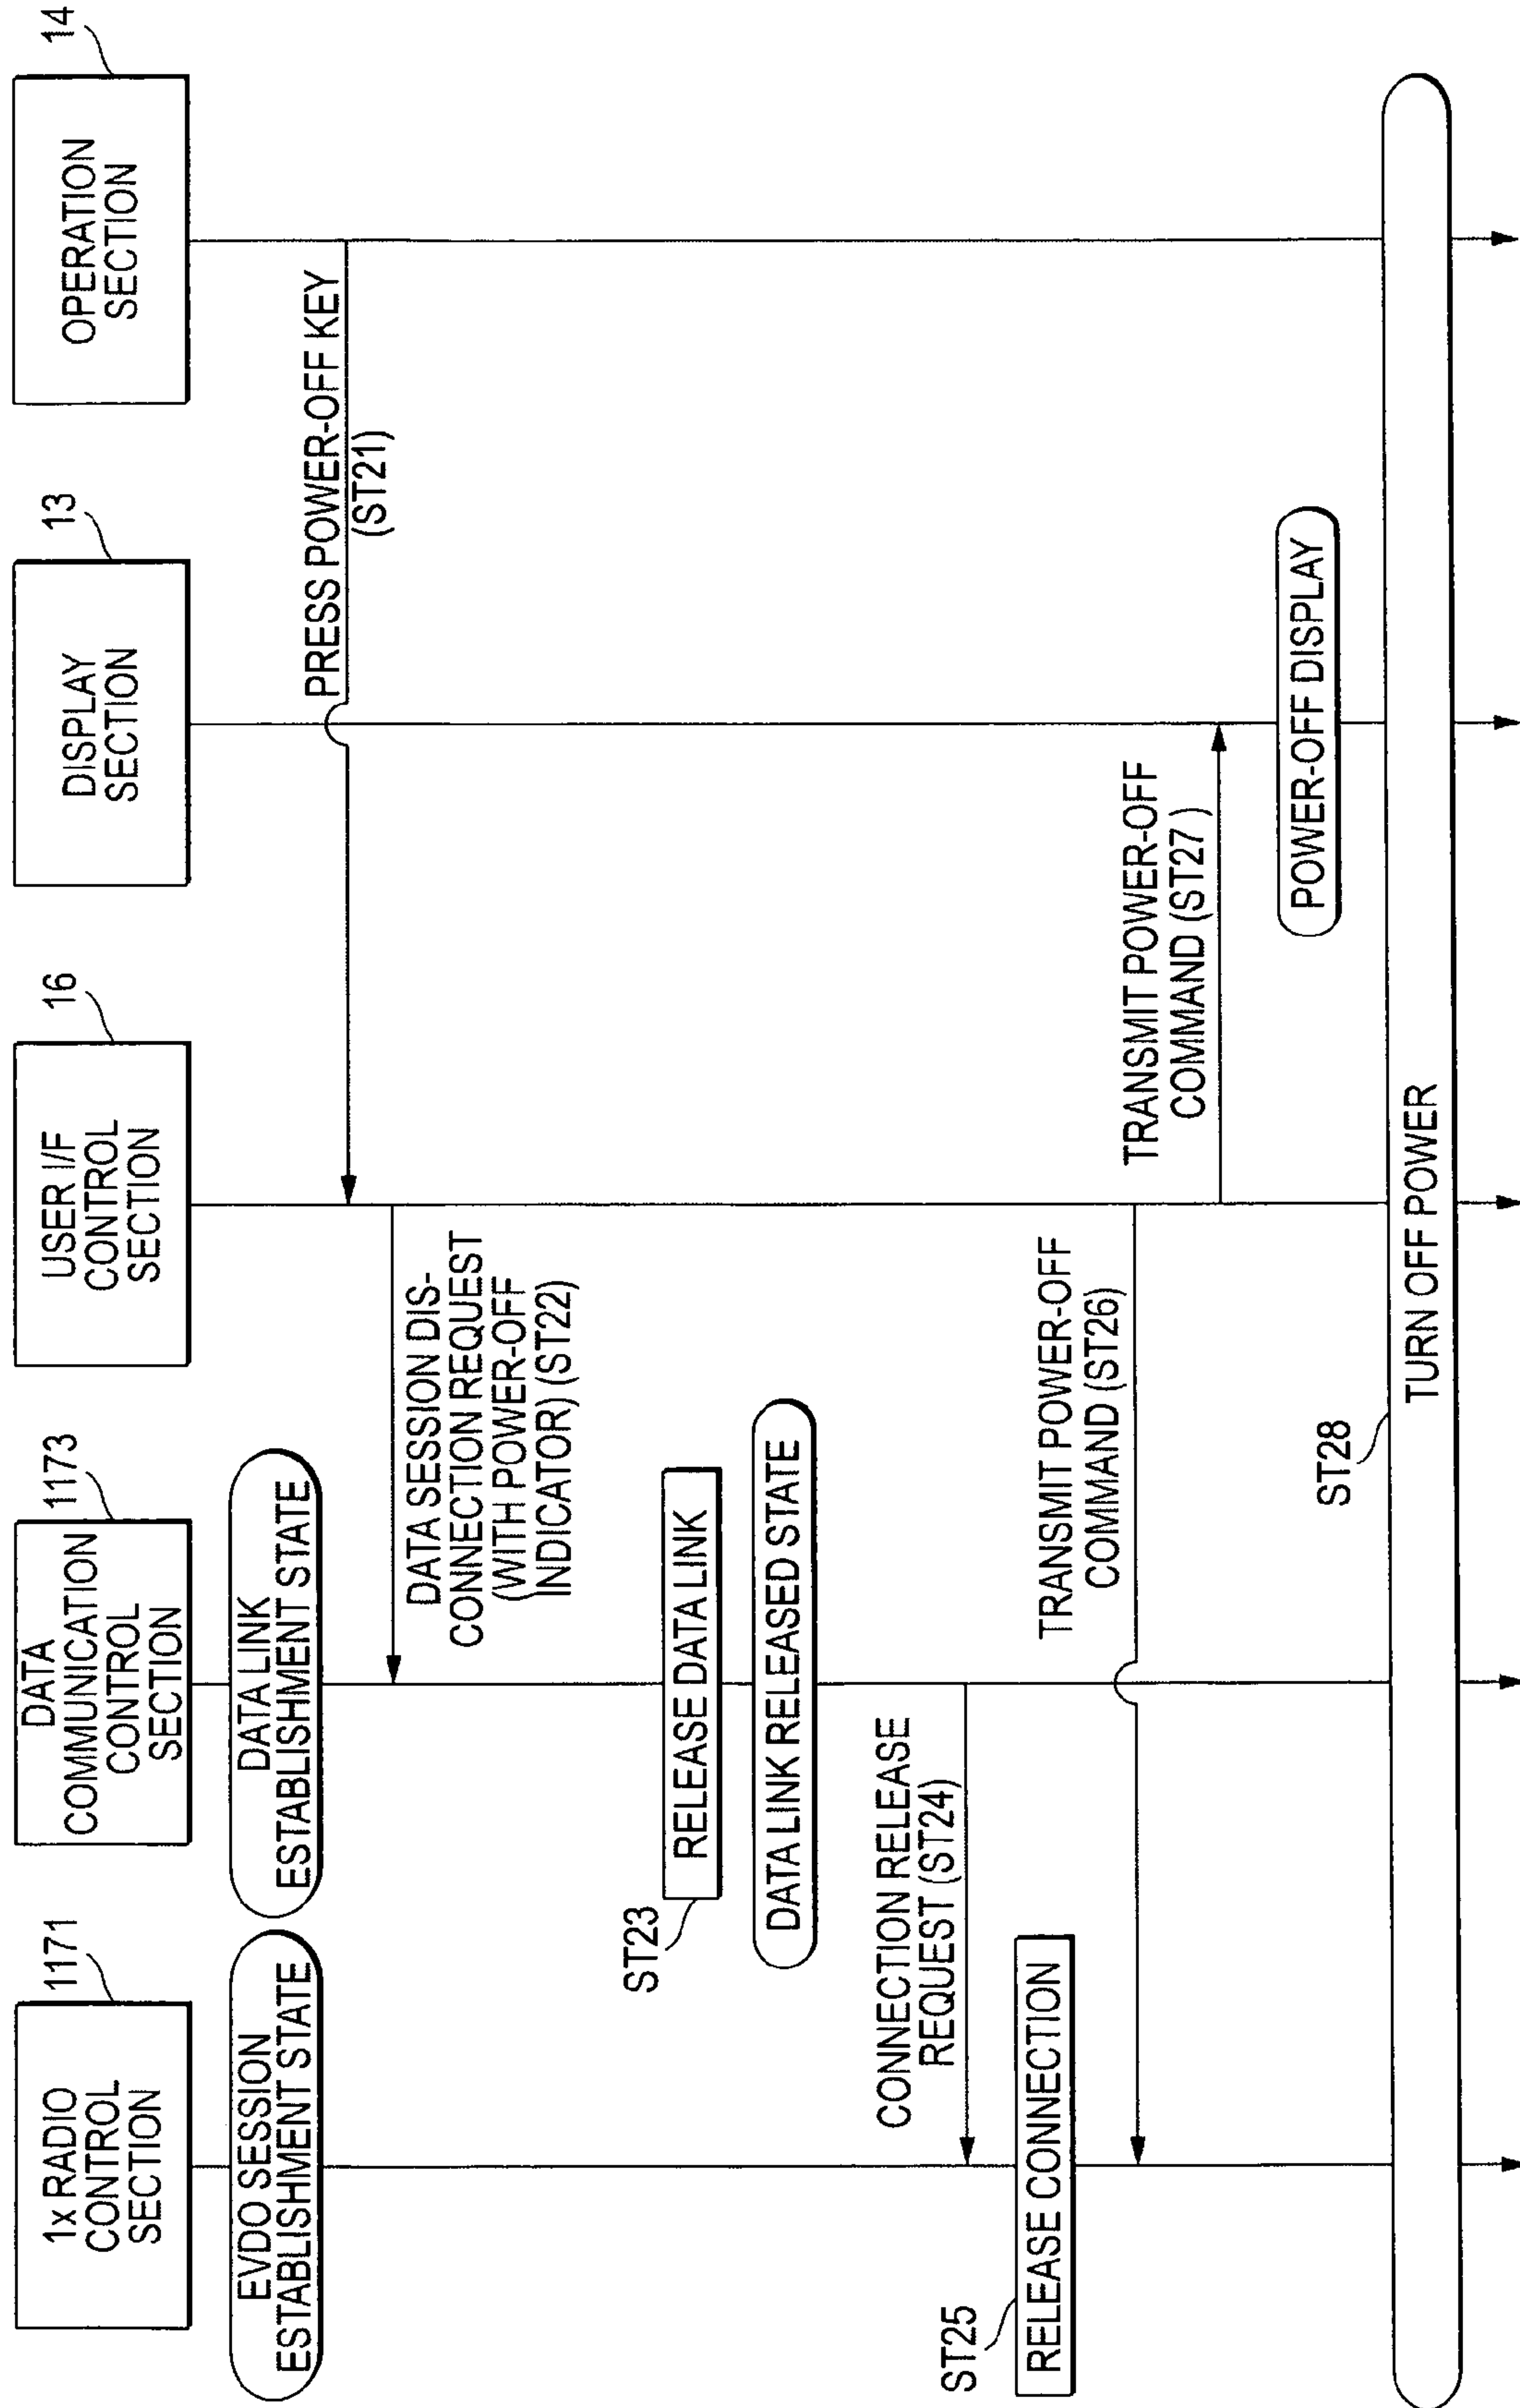 1x RADIO
CONTROL
SECTION
1171
DATA
COMMUNICATION
CONTROL
SECTION
1173
USER I/F
CONTROL
SECTION
16
DISPLAY
SECTION
13
OPERATION
SECTION
14
EVDO SESSION
ESTABLISHMENT STATE
DATA LINK
ESTABLISHMENT STATE
PRESS POWER-OFF KEY
(ST21)
DATA SESSION DIS-
CONNECTION REQUEST
(WITH POWER-OFF
INDICATOR) (ST22)
ST23
RELEASE DATA LINK
DATA LINK RELEASED STATE
CONNECTION RELEASE
REQUEST (ST24)
ST25
RELEASE CONNECTION
TRANSMIT POWER-OFF
COMMAND (ST26)
TRANSMIT POWER-OFF
COMMAND (ST27 )
POWER-OFF DISPLAY
ST28
TURN OFF POWER